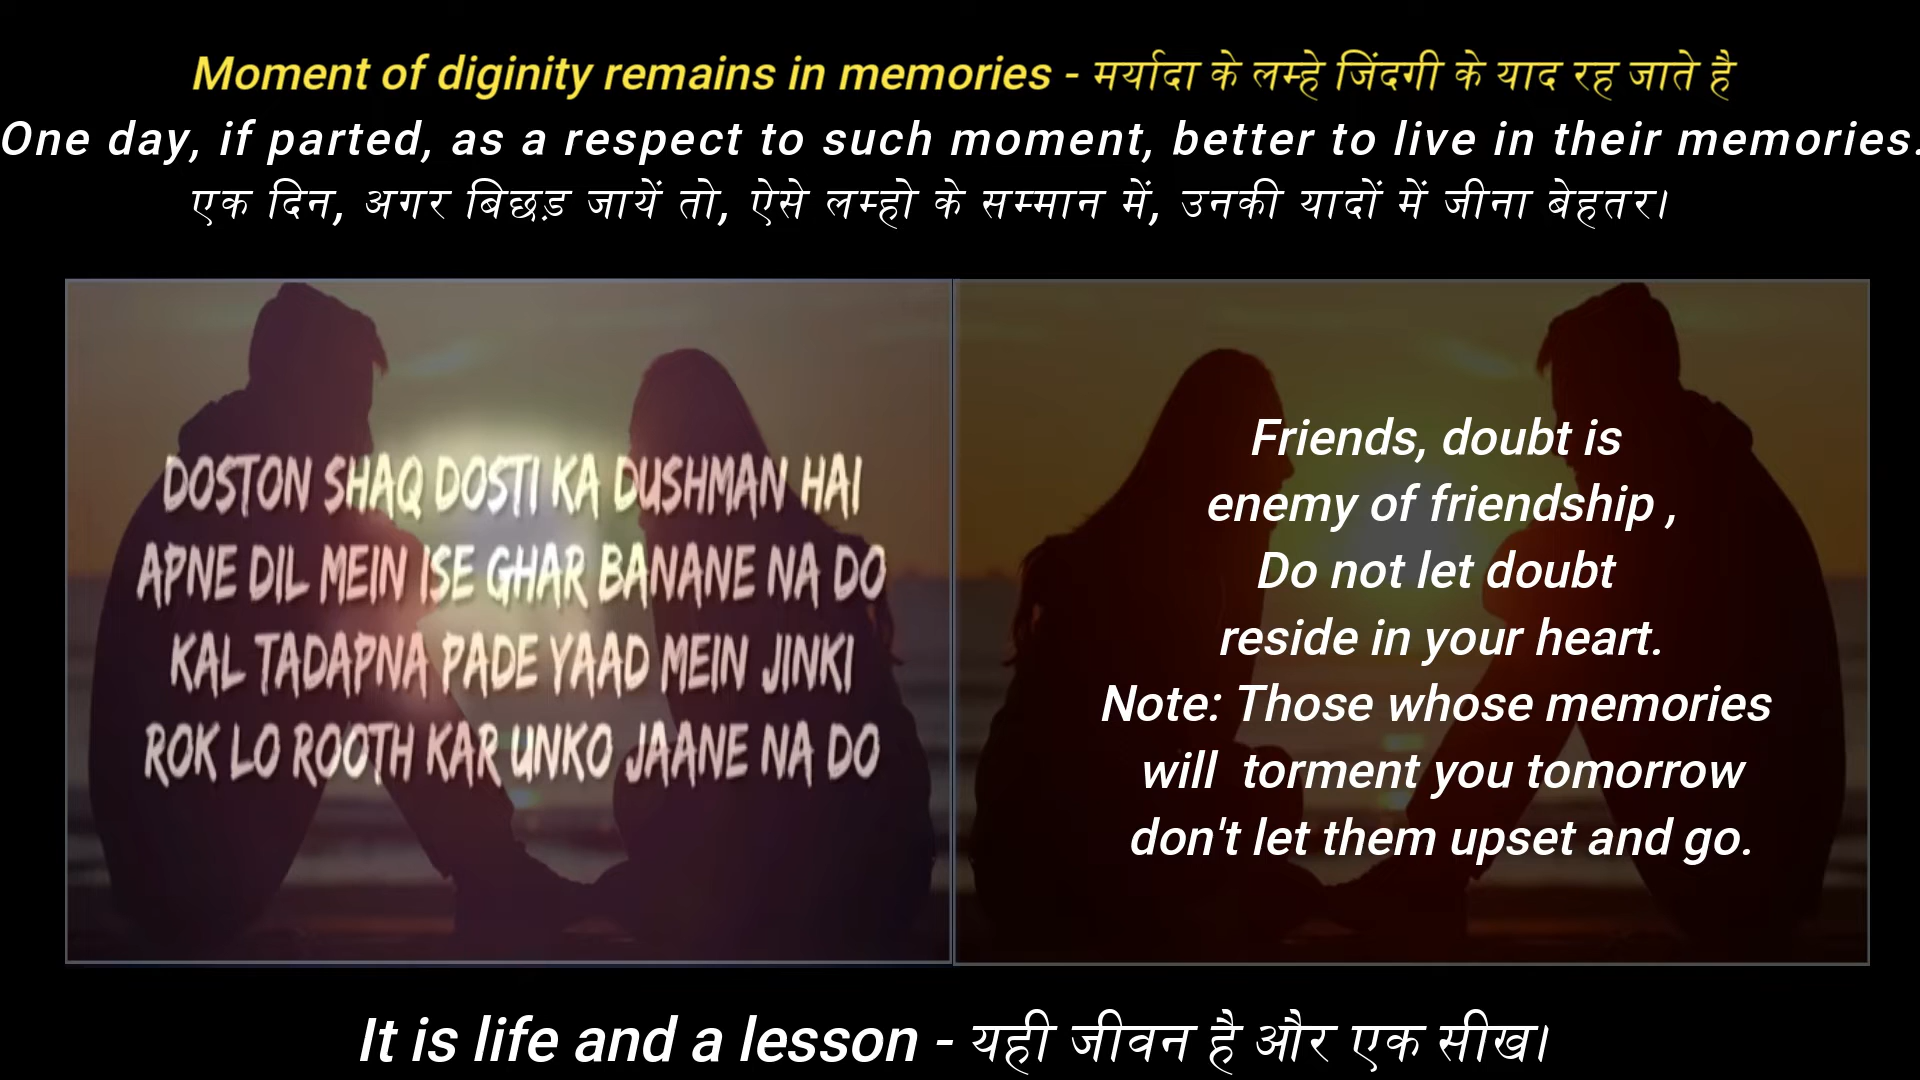 Moment of diginity remains in memories - मर्यादा के लम्हे जिंदगी के याद रह जाते है
One day, if parted, as a respect to such moment, better to live in their memories.
एक दिन, अगर बिछड़ जायें तो, ऐसे लम्हो के सम्मान में, उनकी यादों में जीना बेहतर।
DOSTON SHAQ DOSTI KA DUSHMAN HAI
APNE DIL MEIN ISE GHAR BANANE NA DO
KAL TADAPNA PADE YAAD MEIN JINKI
ROK LO ROOTH KAR UNKO JAANE NA DO
Friends, doubt is
enemy of friendship ,
Do not let doubt
reside in your heart.
Note: Those whose memories
will torment you tomorrow
don't let them upset and go.
It is life and a lesson - यही जीवन है और एक सीख।